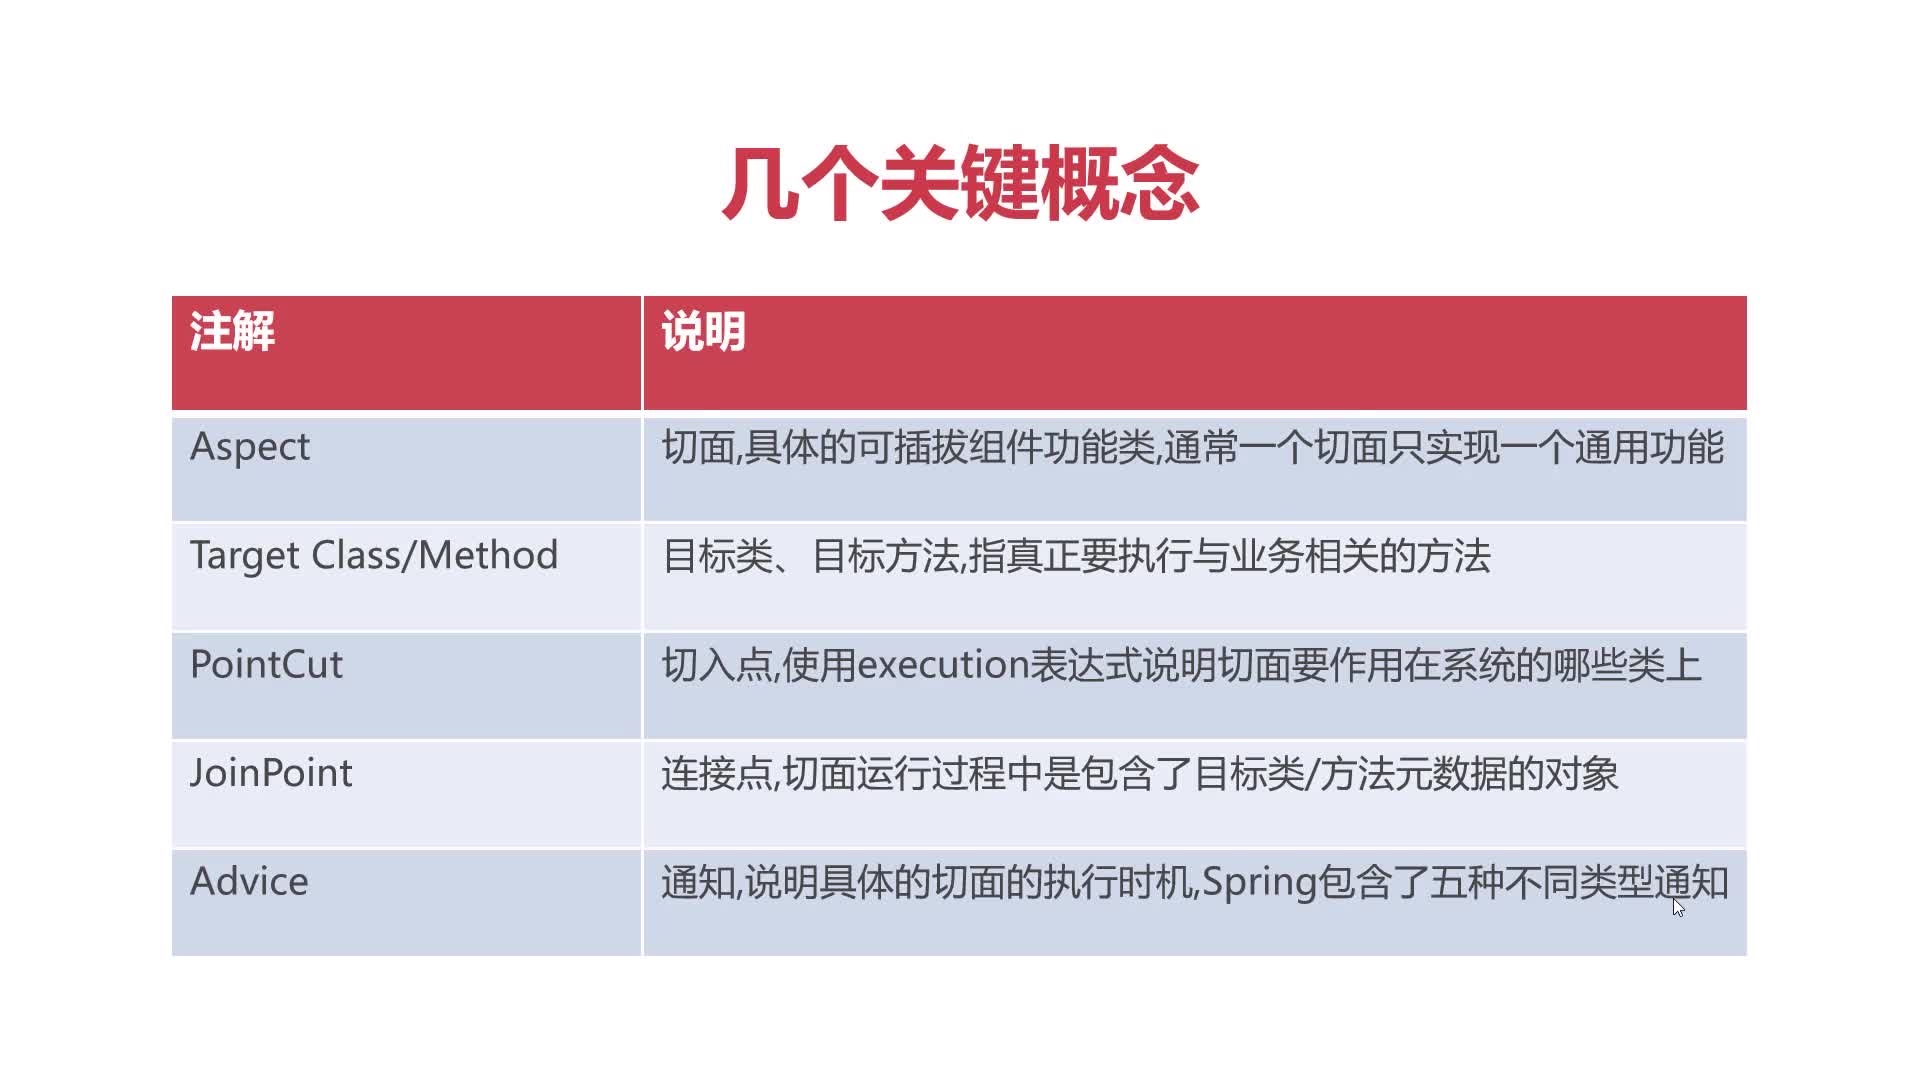 几个关键概念
注解 说明
Aspect 切面,具体的可插拔组件功能类,通常一个切面只实现一个通用功能
Target Class/Method 目标类、目标方法,指真正要执行与业务相关的方法
PointCut 切入点,使用execution表达式说明切面要作用在系统的哪些类上
JoinPoint 连接点,切面运行过程中是包含了目标类/方法元数据的对象
Advice 通知,说明具体的切面的执行时机,Spring包含了五种不同类型通知